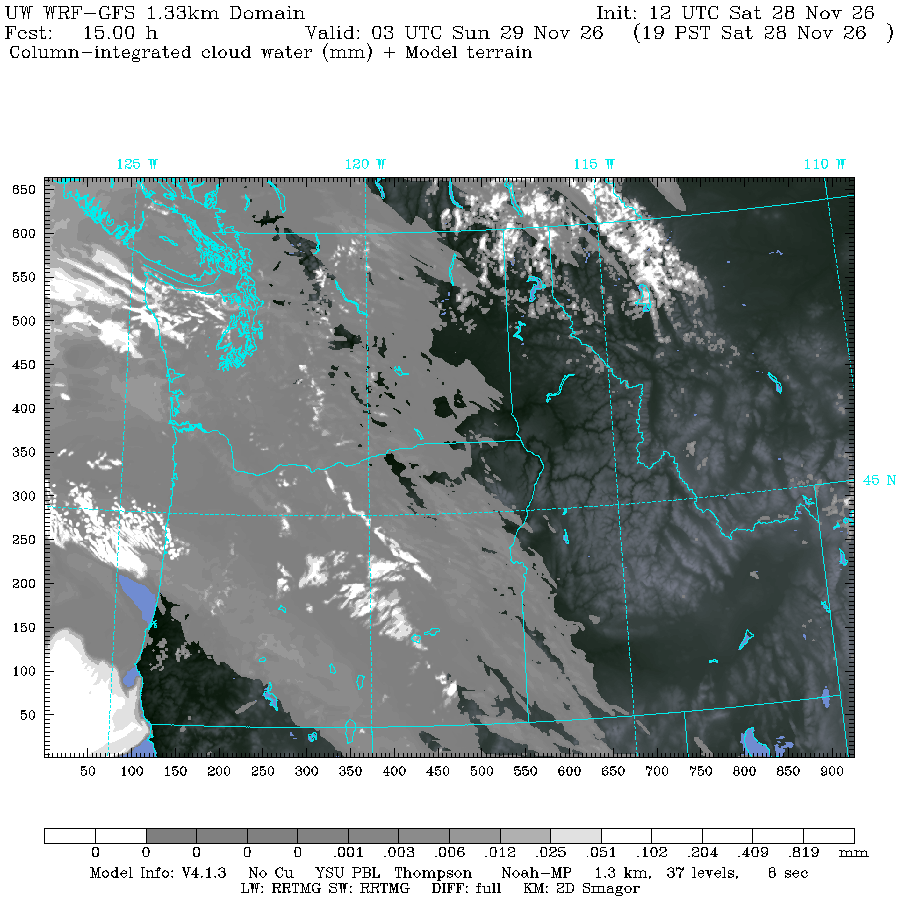 UW WRF-GFS 1.33km Domain Init: 12 UTC Sat 28 Nov 26
Fcst: 15.00 h Valid: 03 UTC Sun 29 Nov 26 (19 PST Sat 28 Nov 26 )
Column-integrated cloud water (mm) + Model terrain
125 W 120 W 115 W 110 W
650
600
550
500
450
400
350
300
250
200
150
100
50
45 N
50 100 150 200 250 300 350 400 450 500 550 600 650 700 750 800 850 900
0 0 0 0 0 .001 .003 .006 .012 .025 .051 .102 .204 .409 .819 mm
Model Info: V4.1.3 No Cu YSU PBL Thompson Noah-MP 1.3 km, 37 levels, 8 sec
LW: RRTMG SW: RRTMG DIFF: full KM: 2D Smagor